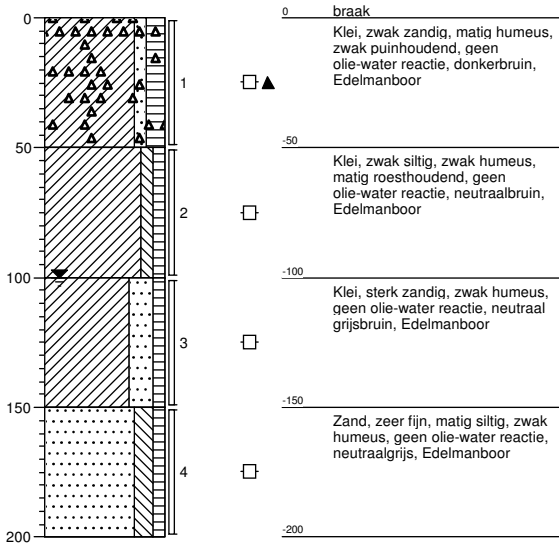 0
50
100
150
200
1
2
3
4
0
braak
Klei, zwak zandig, matig humeus,
zwak puinhoudend, geen
olie-water reactie, donkerbruin,
Edelmanboor
-50
Klei, zwak siltig, zwak humeus,
matig roesthoudend, geen
olie-water reactie, neutraalbruin,
Edelmanboor
-100
Klei, sterk zandig, zwak humeus,
geen olie-water reactie, neutraal
grijsbruin, Edelmanboor
-150
Zand, zeer fijn, matig siltig, zwak
humeus, geen olie-water reactie,
neutraalgrijs, Edelmanboor
-200